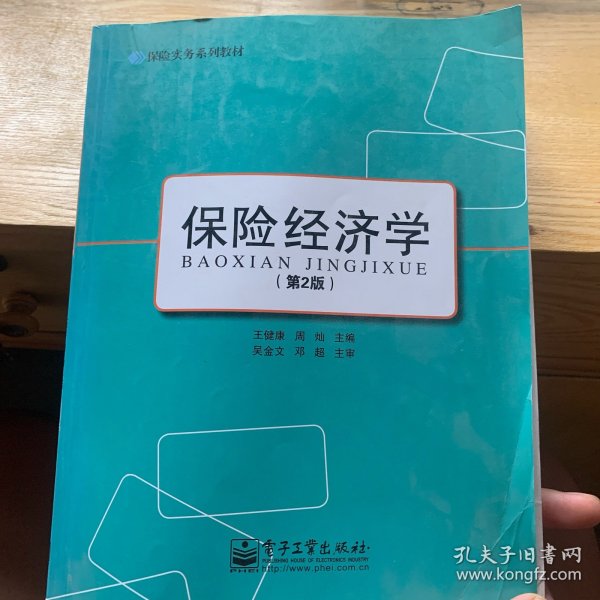 保险实务系列教材
保险经济学
BAOXIAN JINGJIXUE
（第2版）
王健康 周灿 主编
吴金文 邓超 主审
電子工業出版社·
PUBLISHING HOUSE OF ELECTRONICS INDUSTRY
PHEI http://www.phei.com.cn
孔夫子旧書网
www.kongfz.com